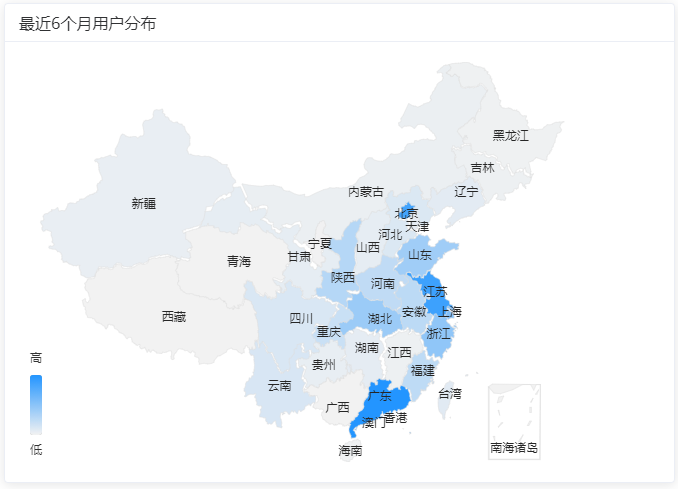 最近6个月用户分布
黑龙江
吉林
辽宁
内蒙古
新疆
北京
天津
河北
宁夏
山西
甘肃
山东
青海
陕西
河南
江苏
西藏
四川
湖北
安徽
上海
重庆
浙江
湖南
江西
贵州
福建
云南
广东
台湾
广西
澳门
香港
海南
南海诸岛
高
低